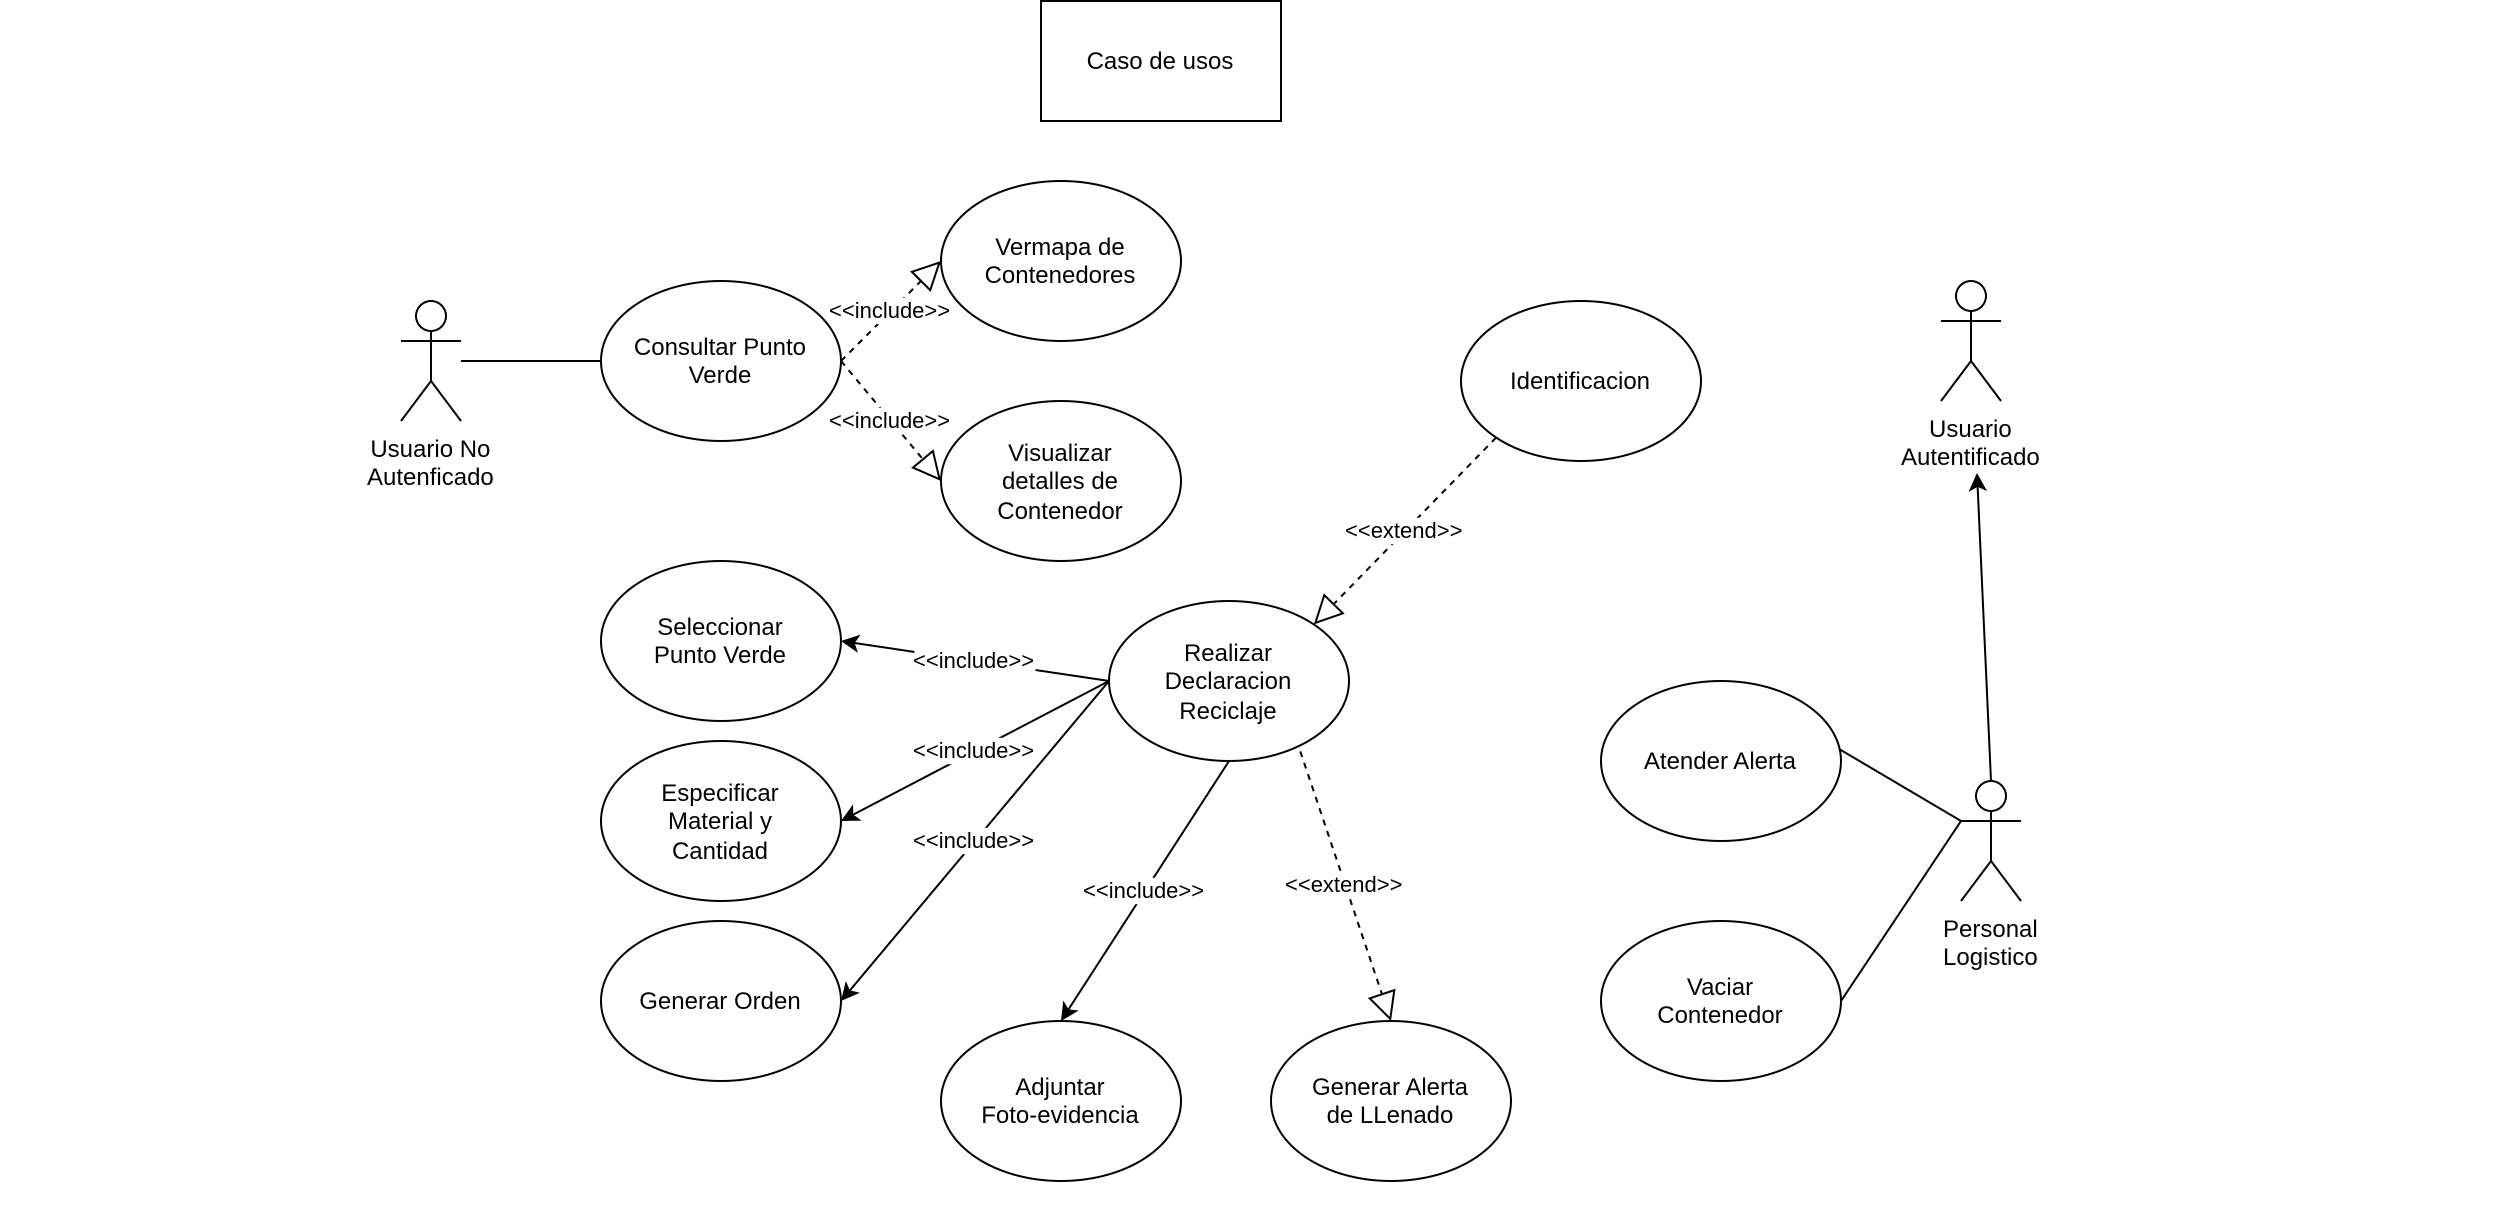 Caso de usos
Vermapa de
Contenedores
<<include>>
Consultar Punto
Verde
Usuario No
Autenficado
<<include>>
Visualizar
detalles de
Contenedor
Identificacion
Usuario
Autentificado
<<extend>>
Seleccionar
Punto Verde
<<include>>
Realizar
Declaracion
Reciclaje
Especificar
Material y
Cantidad
<<include>>
<<include>>
Atender Alerta
<<include>>
<<extend>>
Personal
Logistico
Generar Orden
Vaciar
Contenedor
Adjuntar
Foto-evidencia
Generar Alerta
de LLenado